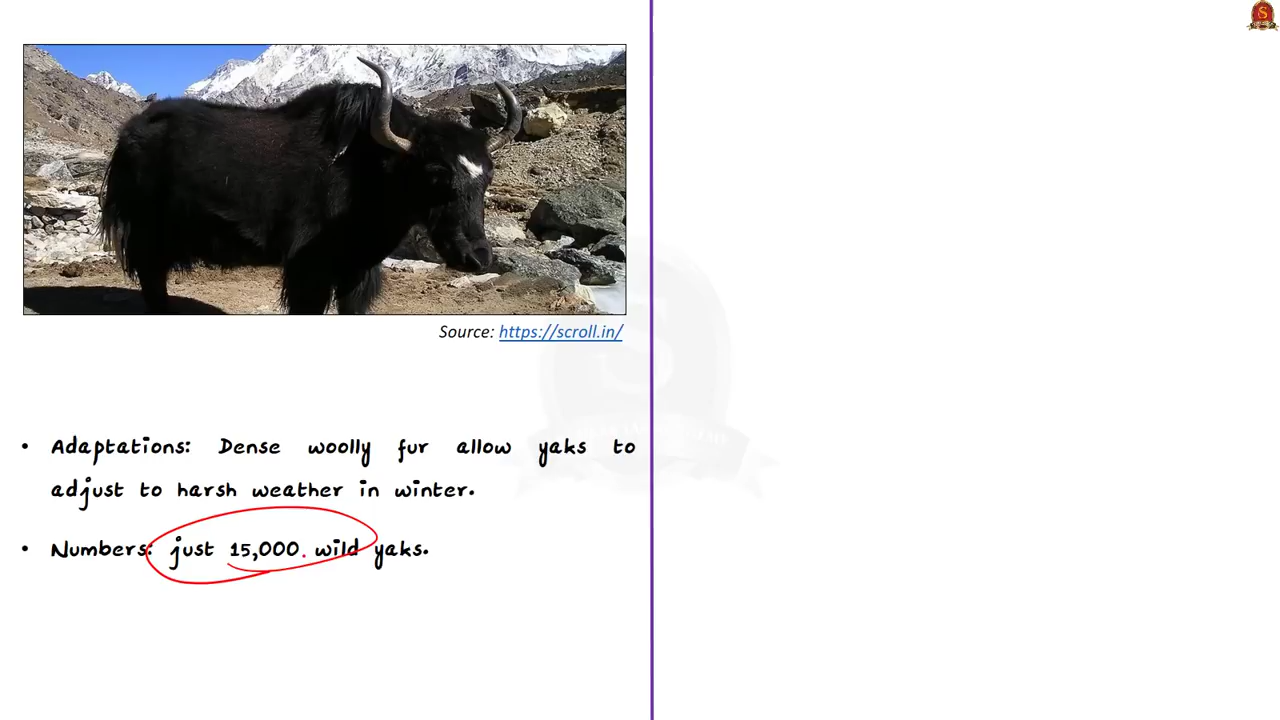 Source: https://scroll.in/
• Adaptations: Dense woolly fur allow yaks to
adjust to harsh weather in winter.
• Numbers: just 15,000 wild yaks.